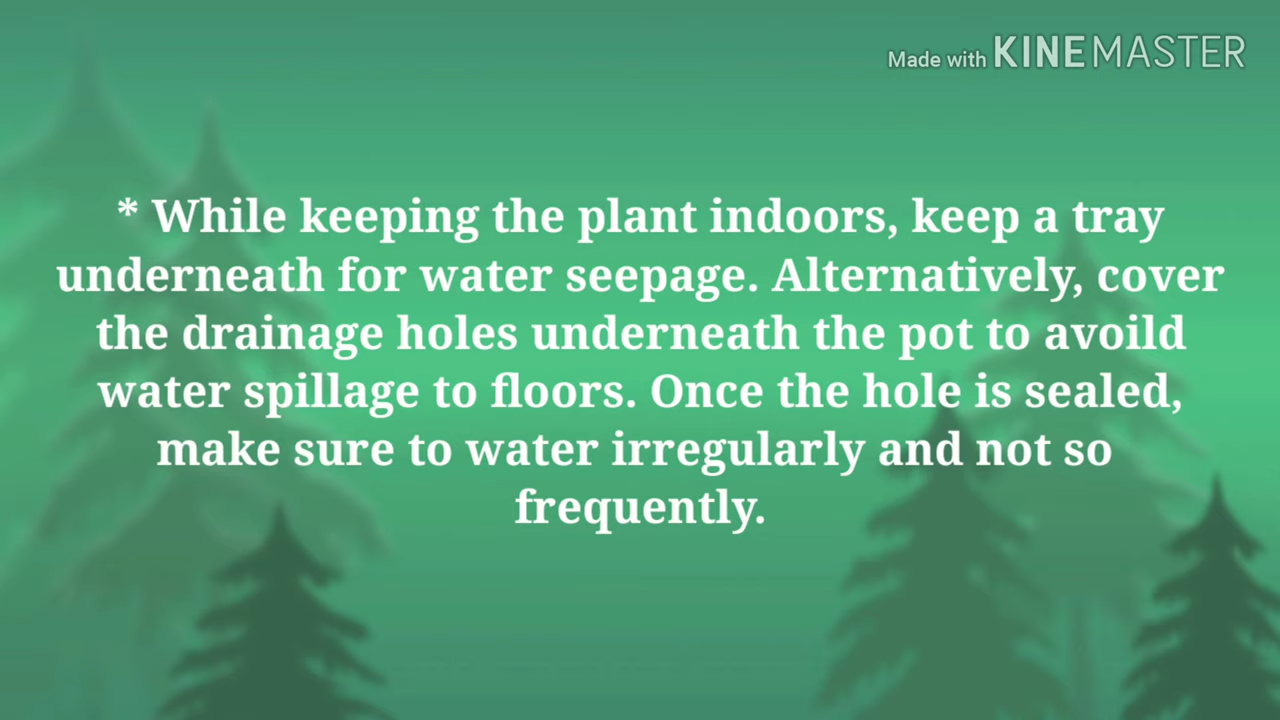 Made with KINEMASTER
* While keeping the plant indoors, keep a tray
underneath for water seepage. Alternatively, cover
the drainage holes underneath the pot to avoild
water spillage to floors. Once the hole is sealed,
make sure to water irregularly and not so
frequently.